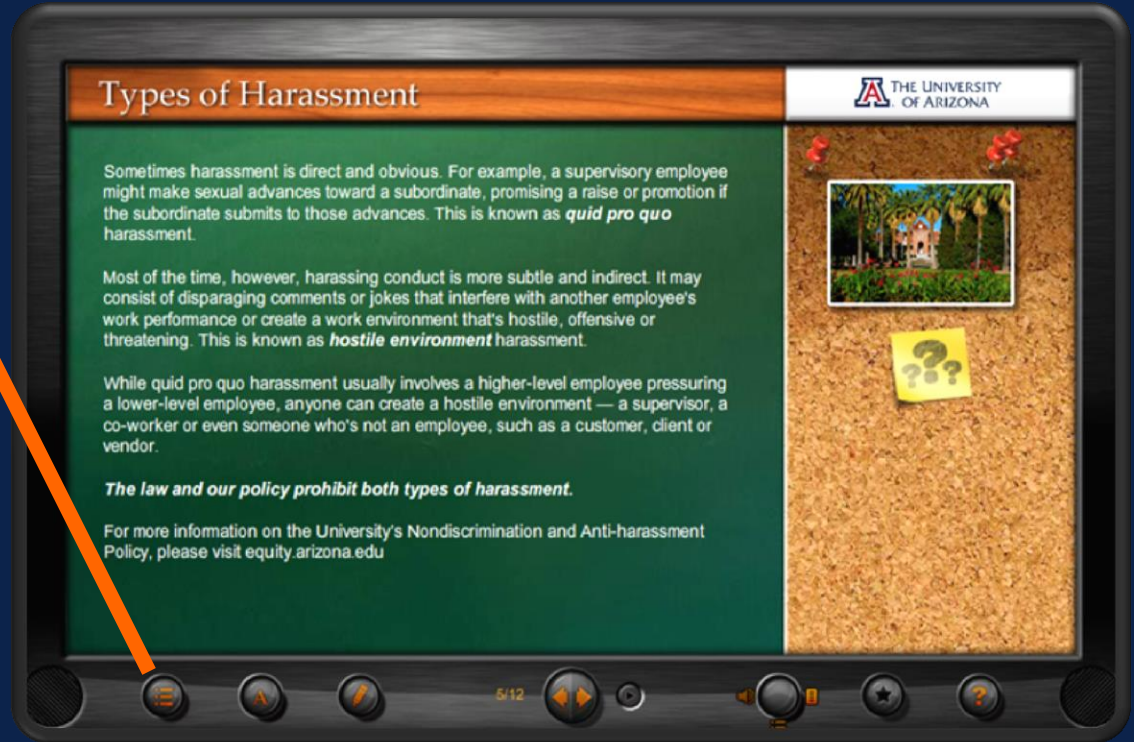 Types of Harassment
THE UNIVERSITY
OF ARIZONA
Sometimes harassment is direct and obvious. For example, a supervisory employee
might make sexual advances toward a subordinate, promising a raise or promotion if
the subordinate submits to those advances. This is known as quid pro quo
harassment.
Most of the time, however, harassing conduct is more subtle and indirect. It may
consist of disparaging comments or jokes that interfere with another employee's
work performance or create a work environment that's hostile, offensive or
threatening. This is known as hostile environment harassment.
While quid pro quo harassment usually involves a higher-level employee pressuring
a lower-level employee, anyone can create a hostile environment — a supervisor, a
co-worker or even someone who's not an employee, such as a customer, client or
vendor.
The law and our policy prohibit both types of harassment.
For more information on the University's Nondiscrimination and Anti-harassment
Policy, please visit equity.arizona.edu
???
A
5/12
?